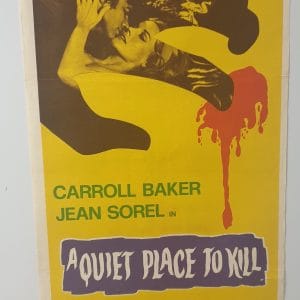 CARROLL BAKER
JEAN SOREL IN
A QUIET PLACE TO KILL